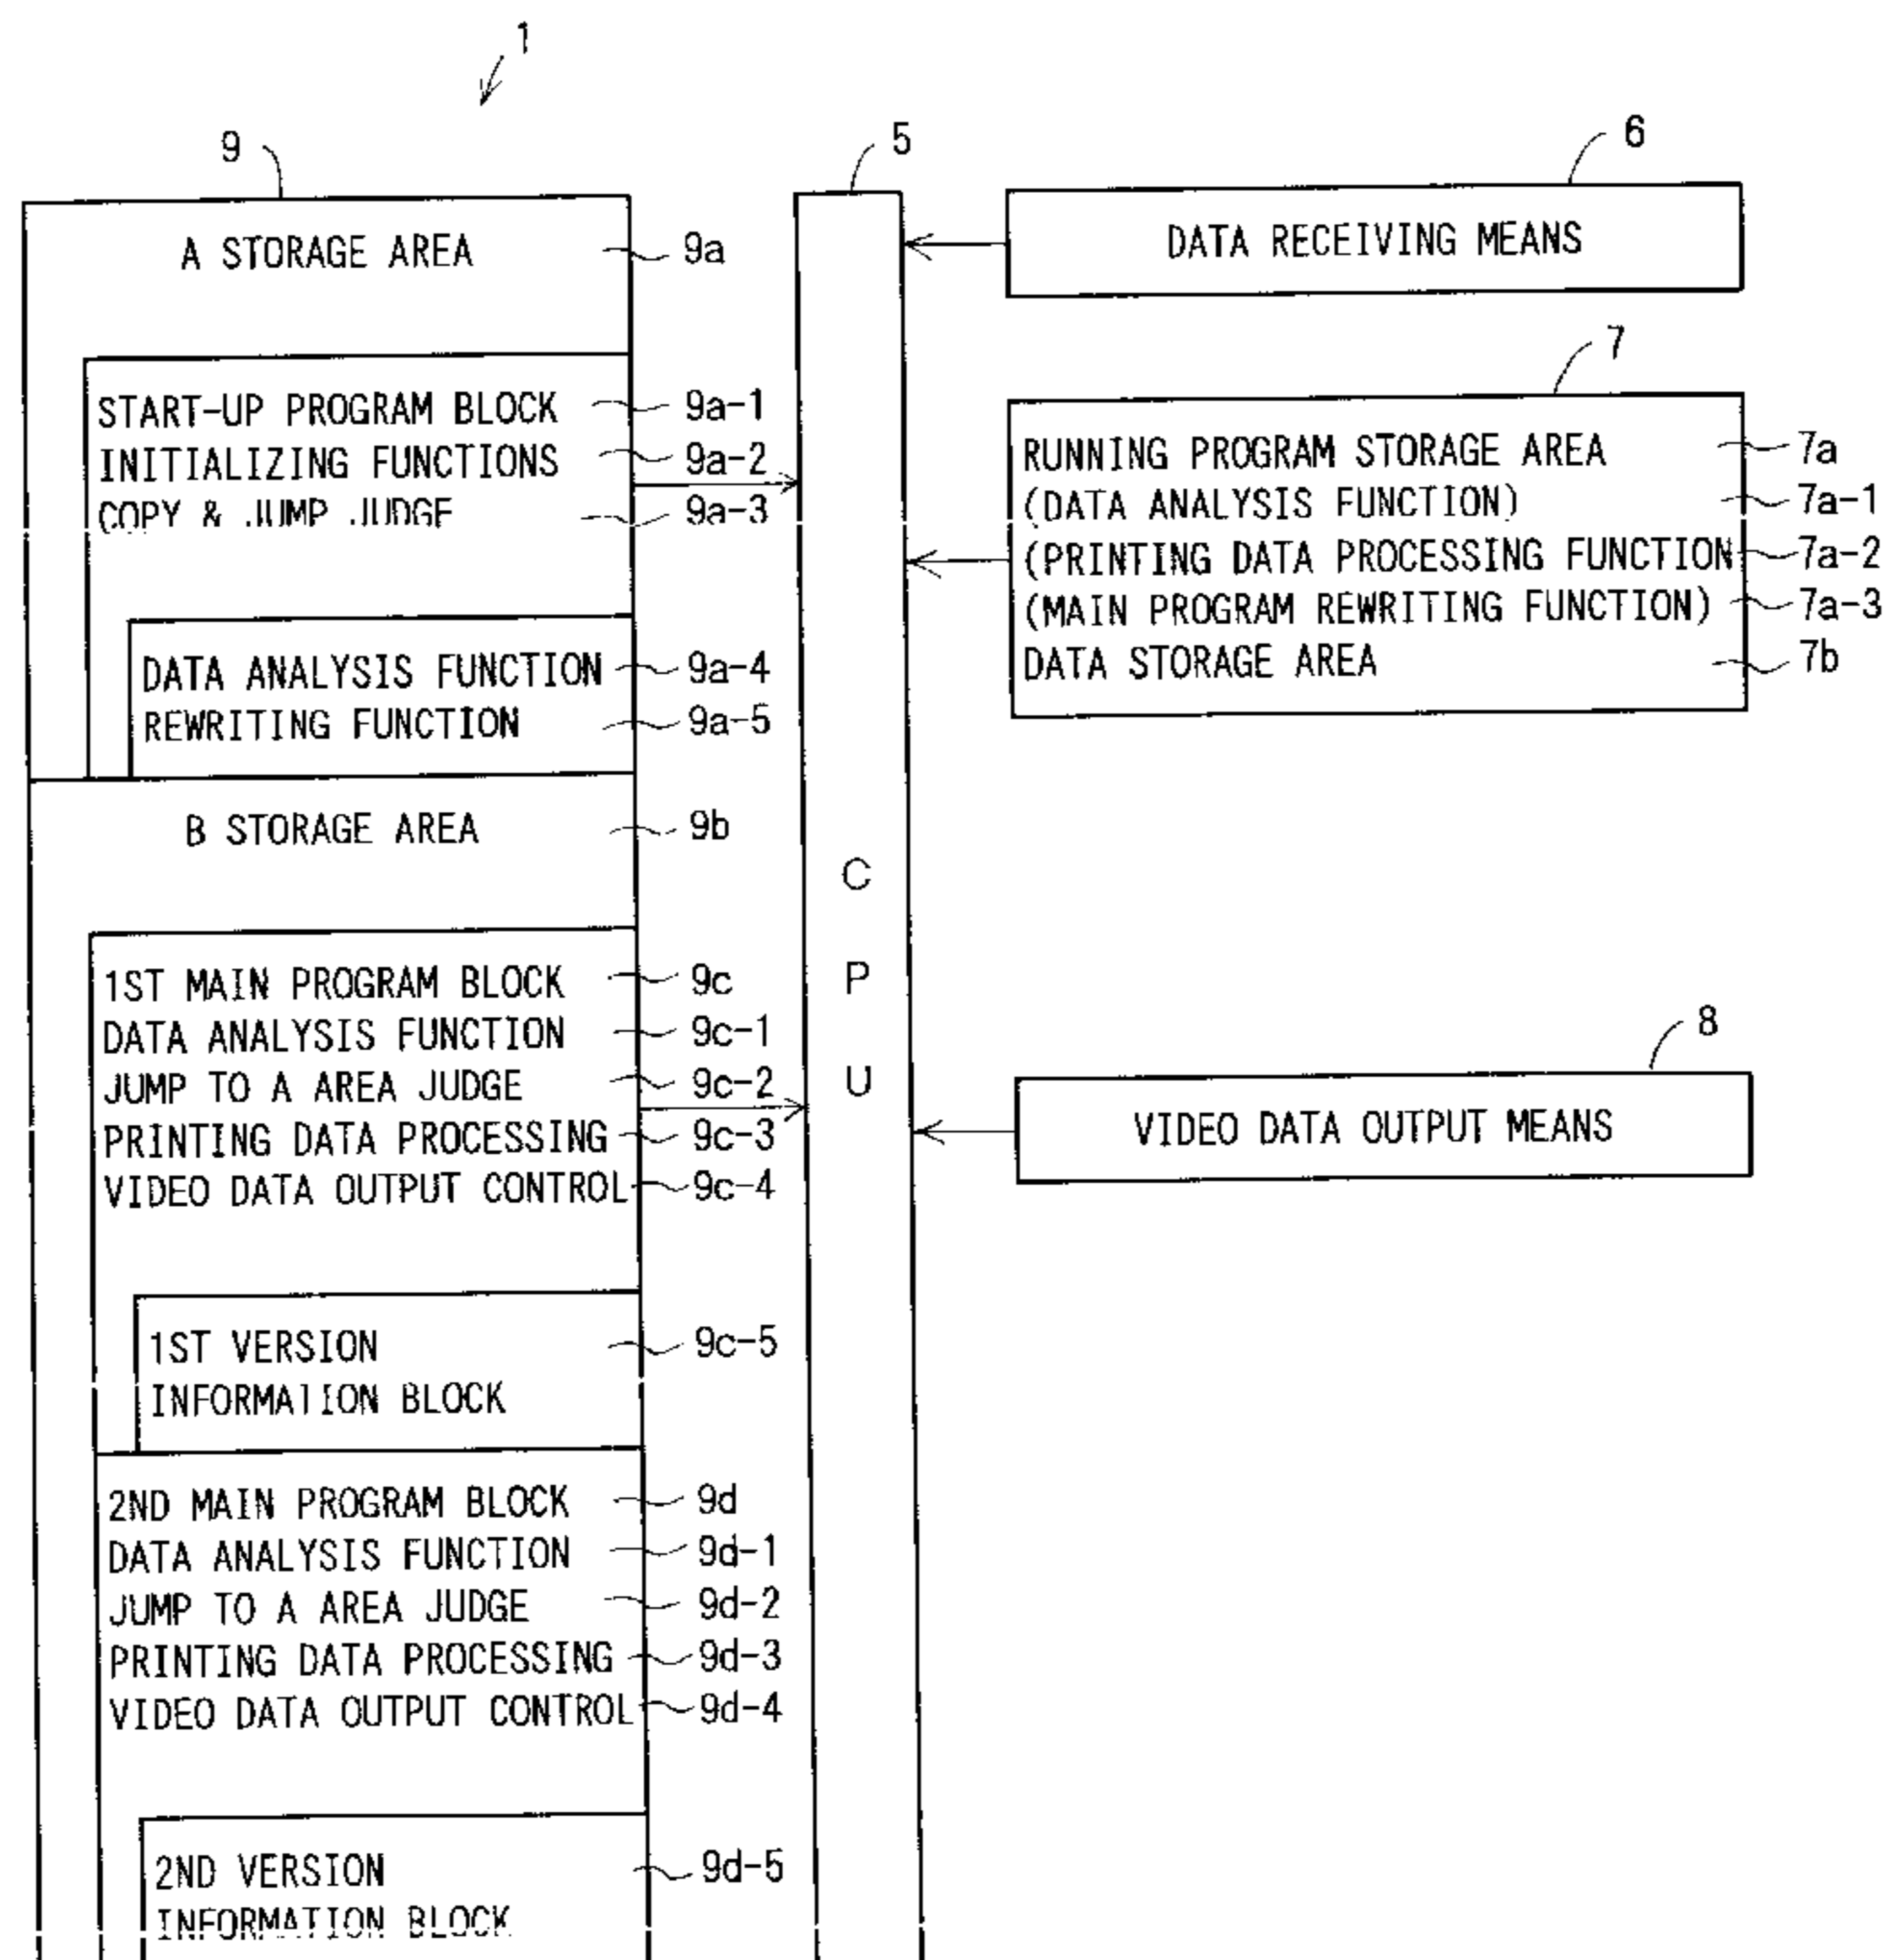 1
9
5
6
A STORAGE AREA 9a
DATA RECEIVING MEANS
7
START-UP PROGRAM BLOCK 9a-1
INITIALIZING FUNCTIONS 9a-2
COPY & JUMP JUDGE 9a-3
RUNNING PROGRAM STORAGE AREA 7a
(DATA ANALYSIS FUNCTION) 7a-1
(PRINTING DATA PROCESSING FUNCTION 7a-2
(MAIN PROGRAM REWRITING FUNCTION) 7a-3
DATA STORAGE AREA 7b
DATA ANALYSIS FUNCTION 9a-4
REWRITING FUNCTION 9a-5
B STORAGE AREA 9b
C
P
U
1ST MAIN PROGRAM BLOCK 9c
DATA ANALYSIS FUNCTION 9c-1
JUMP TO A AREA JUDGE 9c-2
PRINTING DATA PROCESSING 9c-3
VIDEO DATA OUTPUT CONTROL 9c-4
8
VIDEO DATA OUTPUT MEANS
1ST VERSION 9c-5
INFORMATION BLOCK
2ND MAIN PROGRAM BLOCK 9d
DATA ANALYSIS FUNCTION 9d-1
JUMP TO A AREA JUDGE 9d-2
PRINTING DATA PROCESSING 9d-3
VIDEO DATA OUTPUT CONTROL 9d-4
2ND VERSION 9d-5
INFORMATION BLOCK